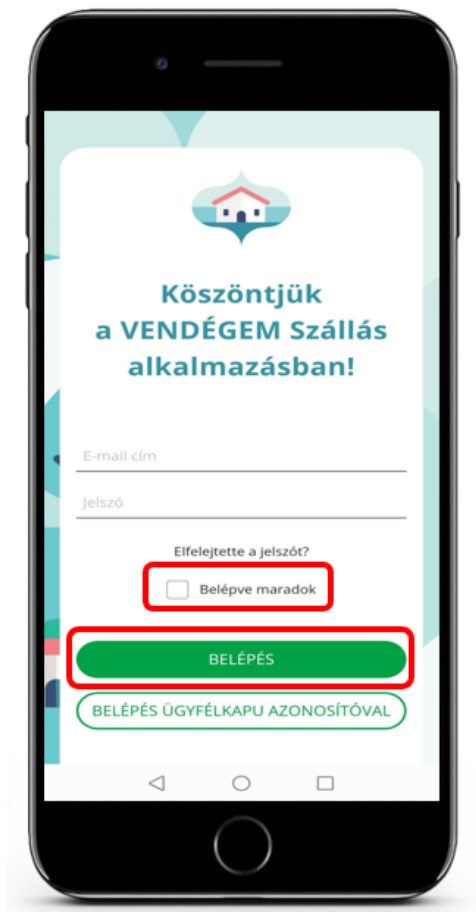 Köszöntjük
a VENDÉGEM Szállás
alkalmazásban!
E-mail cím
Jelszó
Elfelejtette a jelszót?
Belépve maradok
BELÉPÉS
BELÉPÉS ÜGYFÉLKAPU AZONOSÍTÓVAL